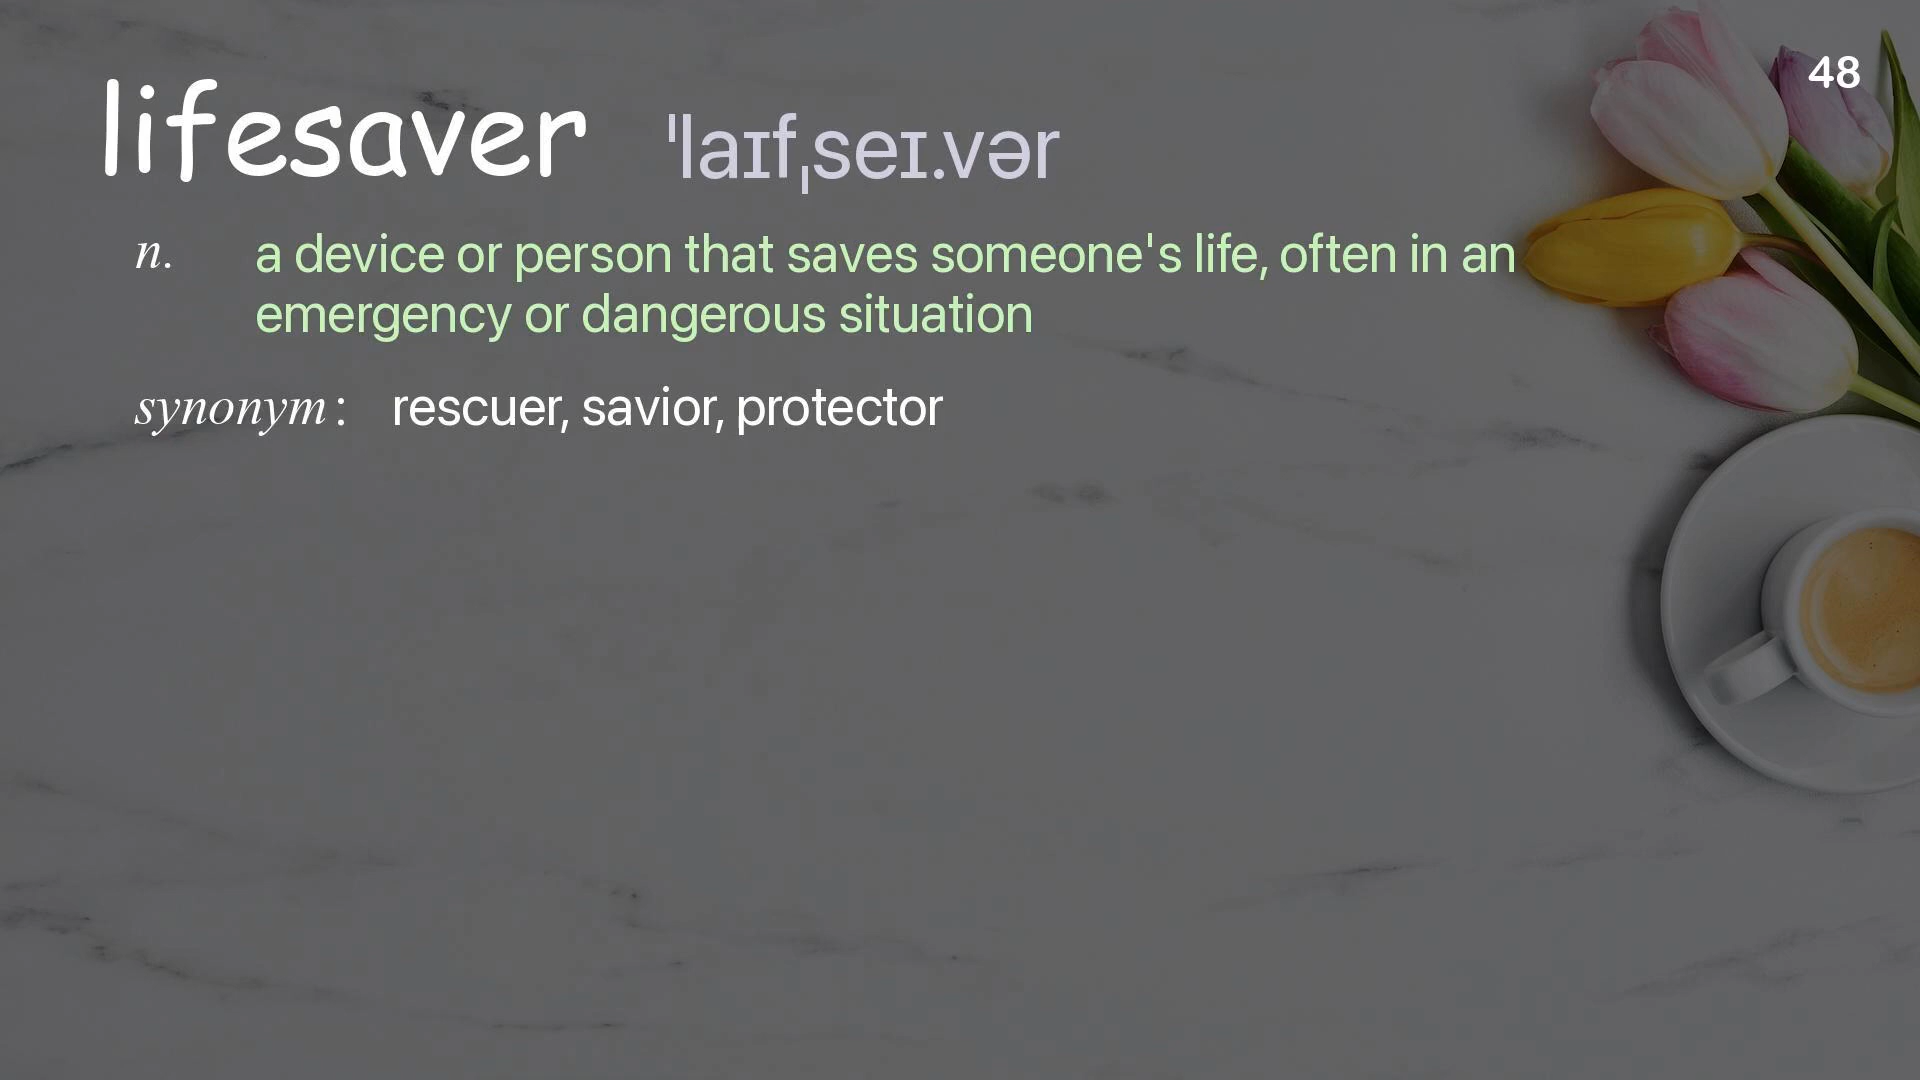 48
lifesaver ˈlaɪfˌseɪ.vər
n. a device or person that saves someone's life, often in an
emergency or dangerous situation
synonym: rescuer, savior, protector